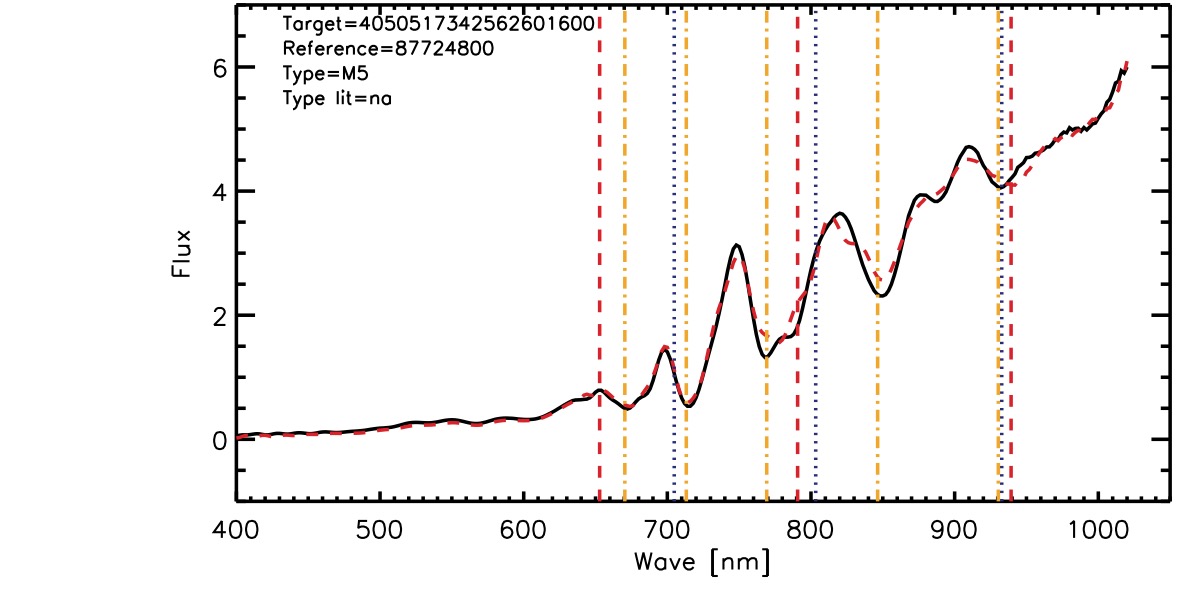 Target=4050517342562601600
Reference=87724800
Type=M5
Type lit=na
6
4
2
0
Flux
400 500 600 700 800 900 1000
Wave [nm]